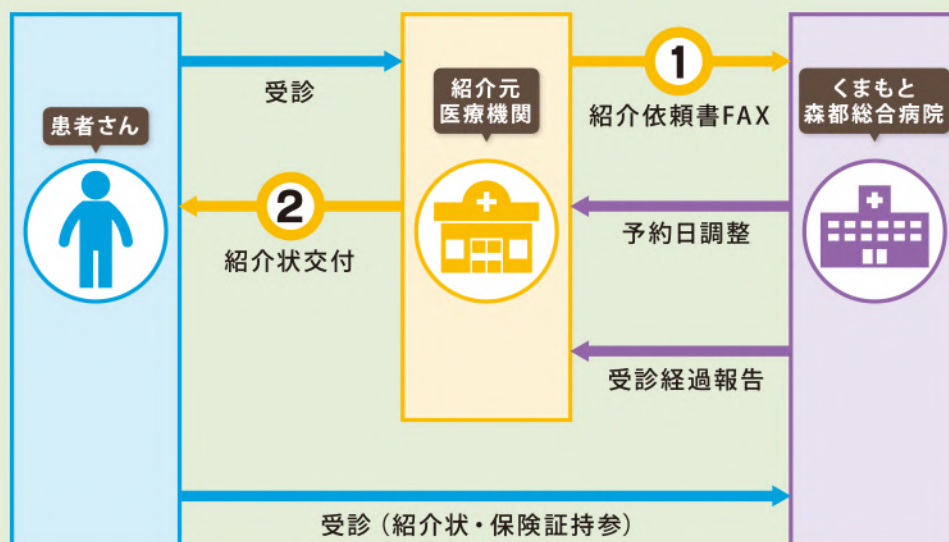 患者さん
受診
紹介元
医療機関
1
紹介依頼書FAX
くまもと
森都総合病院
2
紹介状交付
予約日調整
受診経過報告
受診（紹介状・保険証持参）